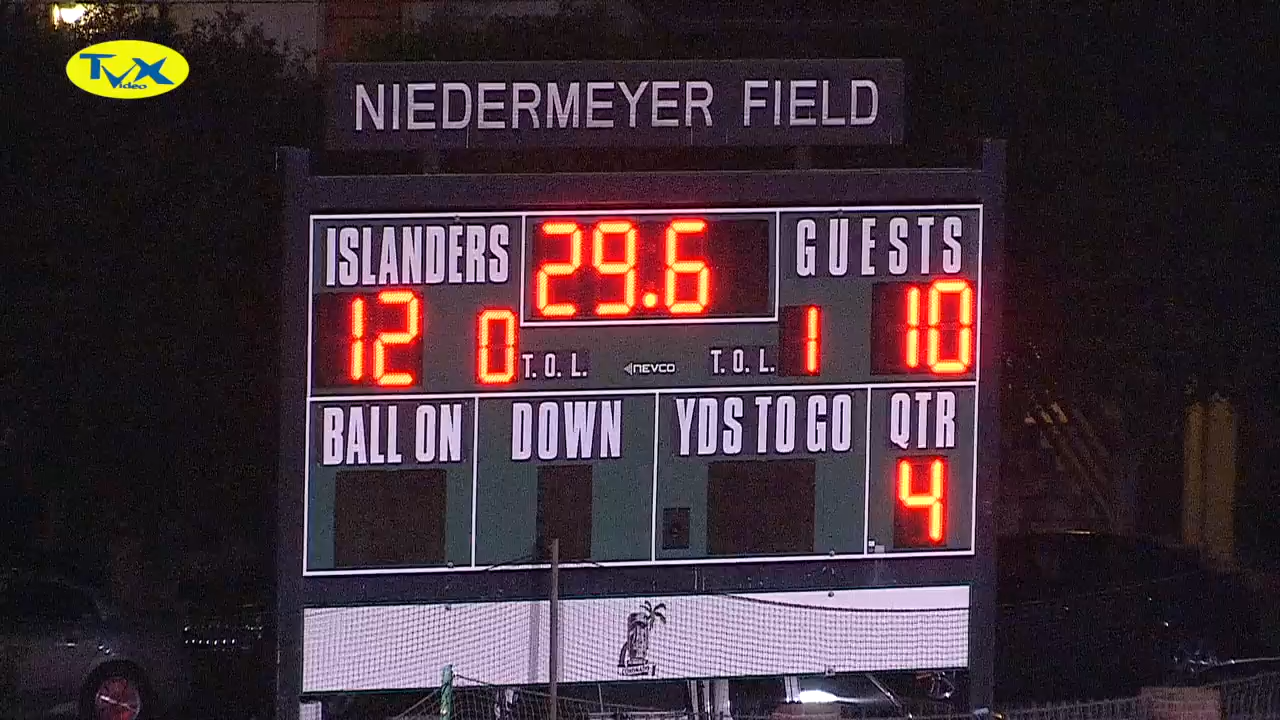 TVX
Video
NIEDERMEYER FIELD
ISLANDERS 29.6 GUESTS
12 0 T.O.L. NEVCO T.O.L. 1 10
BALL ON DOWN YDS TO GO QTR
4